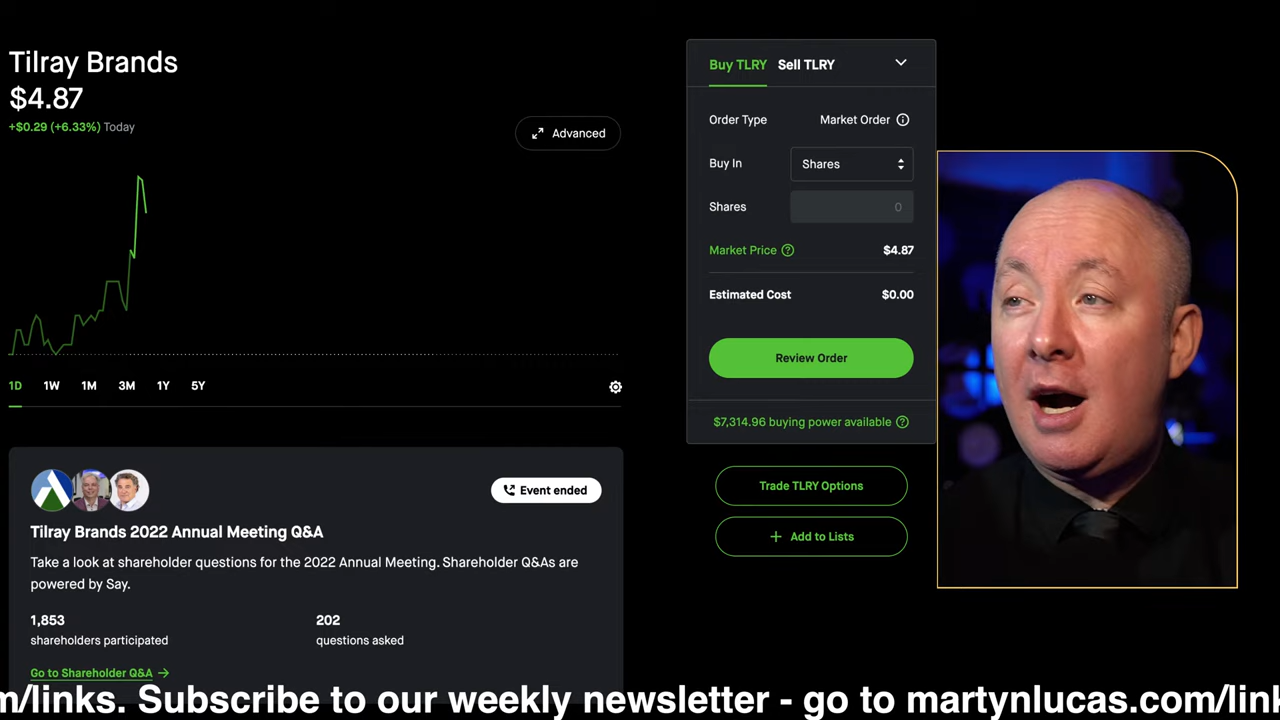 Tilray Brands
$4.87
+$0.29 (+6.33%) Today
Advanced
1D 1W 1M 3M 1Y 5Y
Event ended
Tilray Brands 2022 Annual Meeting Q&A
Take a look at shareholder questions for the 2022 Annual Meeting. Shareholder Q&As are
powered by Say.
1,853 202
shareholders participated questions asked
Go to Shareholder Q&A →
Buy TLRY Sell TLRY
Order Type Market Order
Buy In Shares
Shares 0
Market Price $4.87
Estimated Cost $0.00
Review Order
$7,314.96 buying power available
Trade TLRY Options
+ Add to Lists
m/links. Subscribe to our weekly newsletter - go to martynlucas.com/link